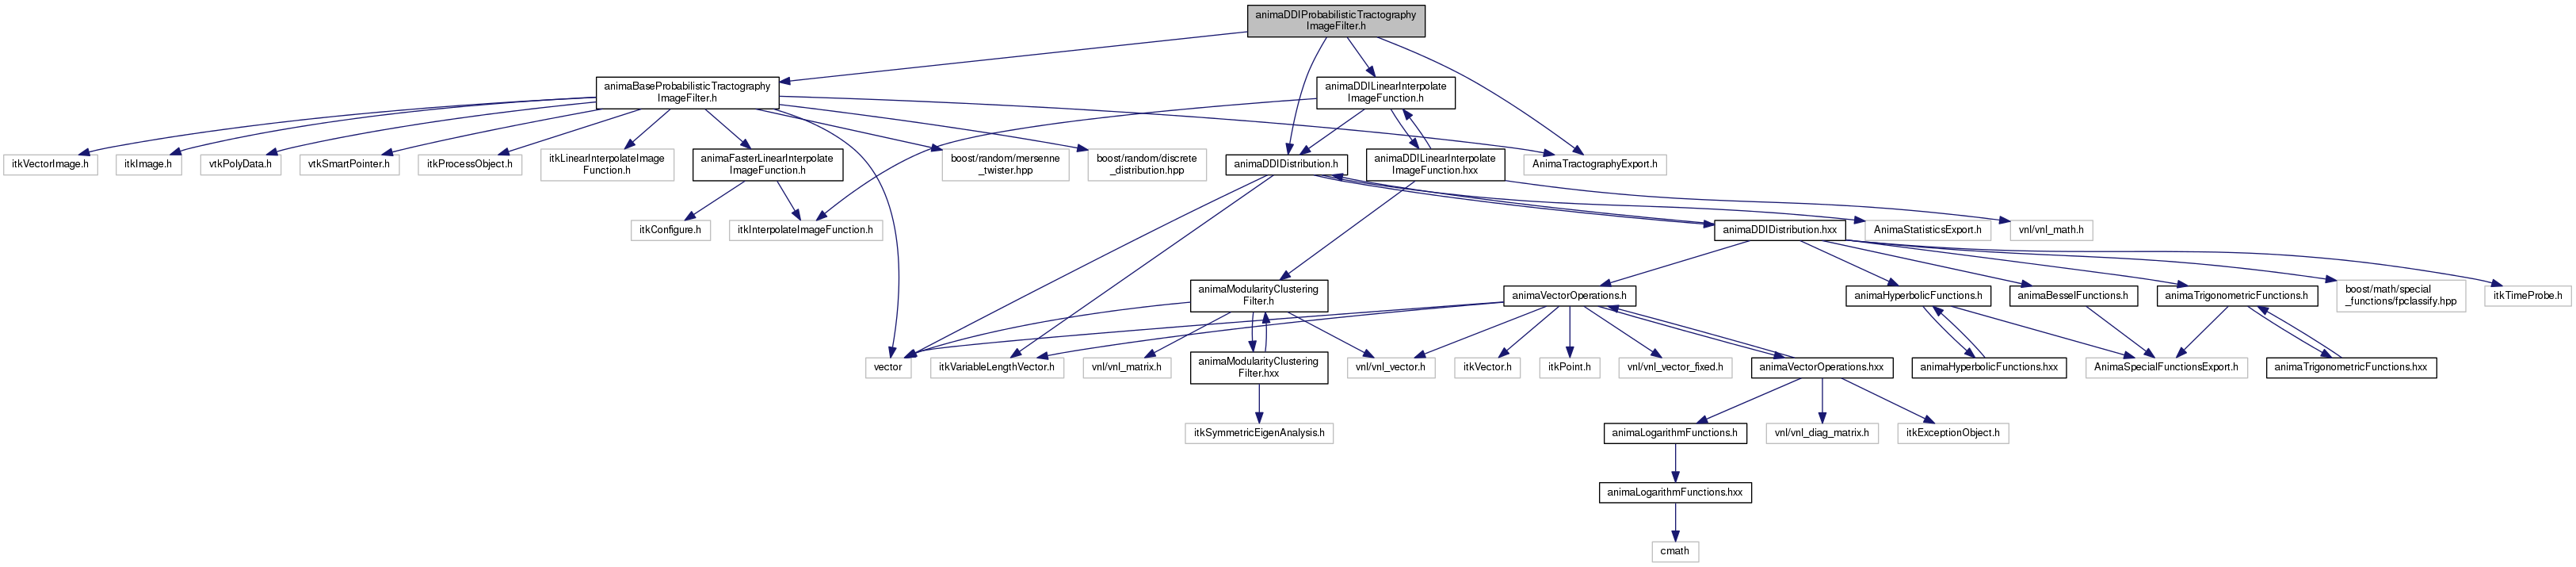 animaDDIProbabilisticTractography
ImageFilter.h
animaBaseProbabilisticTractography
ImageFilter.h
animaDDILinearInterpolate
ImageFunction.h
itkVectorImage.h
itkImage.h
vtkPolyData.h
vtkSmartPointer.h
itkProcessObject.h
itkLinearInterpolateImage
Function.h
animaFasterLinearInterpolate
ImageFunction.h
boost/random/mersenne
_twister.hpp
boost/random/discrete
_distribution.hpp
animaDDIDistribution.h
animaDDILinearInterpolate
ImageFunction.hxx
AnimaTractographyExport.h
itkConfigure.h
itkInterpolateImageFunction.h
animaDDIDistribution.hxx
AnimaStatisticsExport.h
vnl/vnl_math.h
animaModularityClustering
Filter.h
animaVectorOperations.h
animaHyperbolicFunctions.h
animaBesselFunctions.h
animaTrigonometricFunctions.h
boost/math/special
_functions/fpclassify.hpp
itkTimeProbe.h
vector
itkVariableLengthVector.h
vnl/vnl_matrix.h
animaModularityClustering
Filter.hxx
vnl/vnl_vector.h
itkVector.h
itkPoint.h
vnl/vnl_vector_fixed.h
animaVectorOperations.hxx
animaHyperbolicFunctions.hxx
AnimaSpecialFunctionsExport.h
animaTrigonometricFunctions.hxx
itkSymmetricEigenAnalysis.h
animaLogarithmFunctions.h
vnl/vnl_diag_matrix.h
itkExceptionObject.h
animaLogarithmFunctions.hxx
cmath